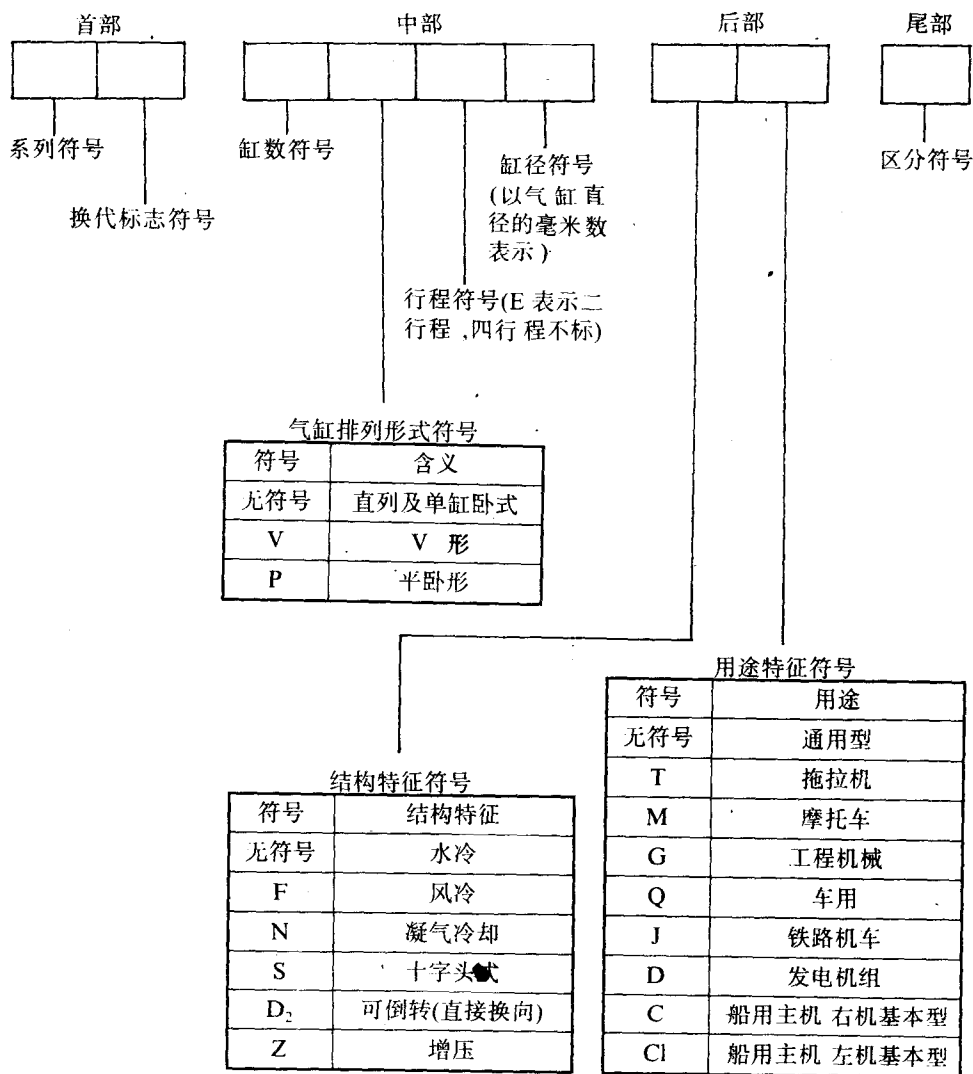 首部 中部 后部 尾部
系列符号
换代标志符号
缸数符号
缸径符号
(以气缸直
径的毫米数
表示)
行程符号(E 表示二
行程,四行程不标)
区分符号
气缸排列形式符号
符号 含义
无符号 直列及单缸卧式
V V 形
P 平卧形
结构特征符号
符号 结构特征
无符号 水冷
F 风冷
N 凝气冷却
S 十字头式
D₂ 可倒转(直接换向)
Z 增压
用途特征符号
符号 用途
无符号 通用型
T 拖拉机
M 摩托车
G 工程机械
Q 车用
J 铁路机车
D 发电机组
C 船用主机 右机基本型
Cl 船用主机 左机基本型